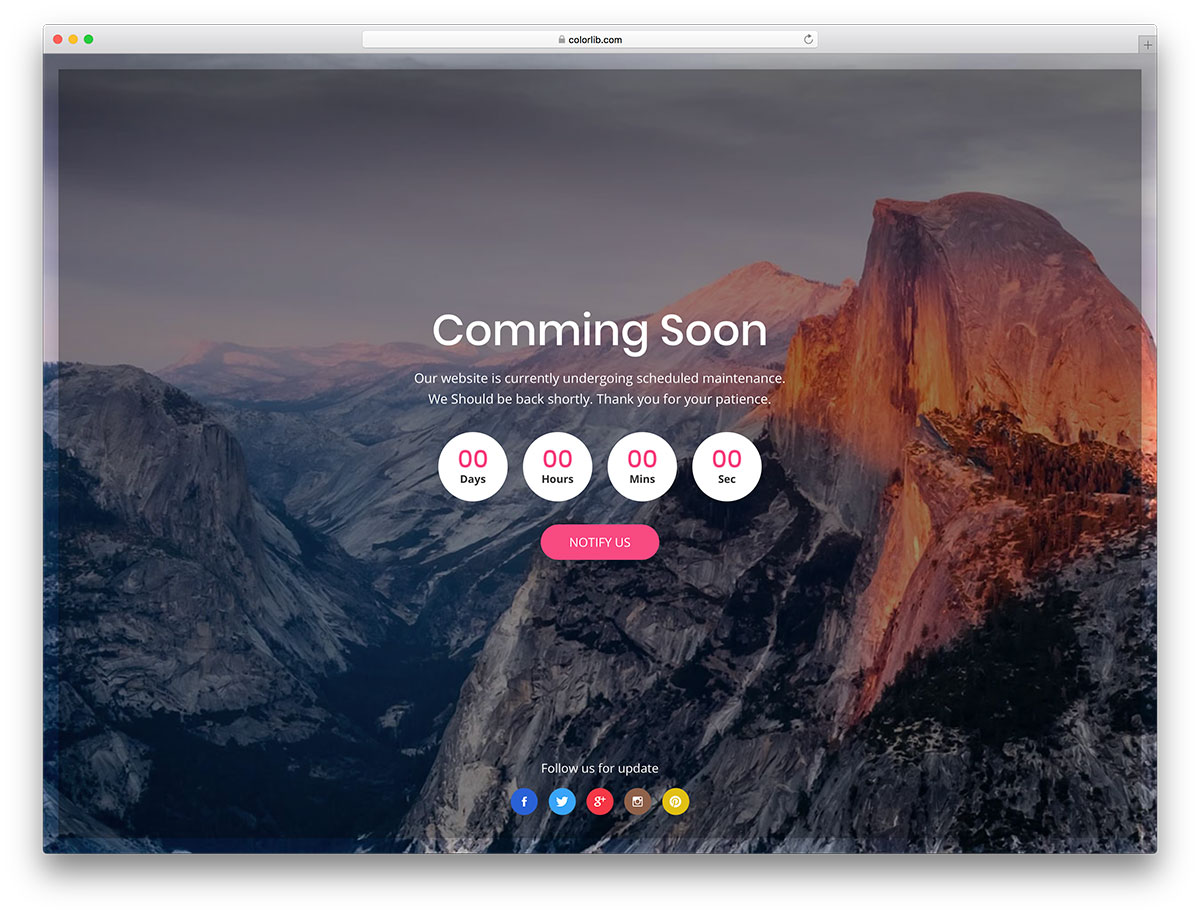 colorlib.com
Comming Soon
Our website is currently undergoing scheduled maintenance.
We Should be back shortly. Thank you for your patience.
00 00 00 00
Days Hours Mins Sec
NOTIFY US
Follow us for update
f g+